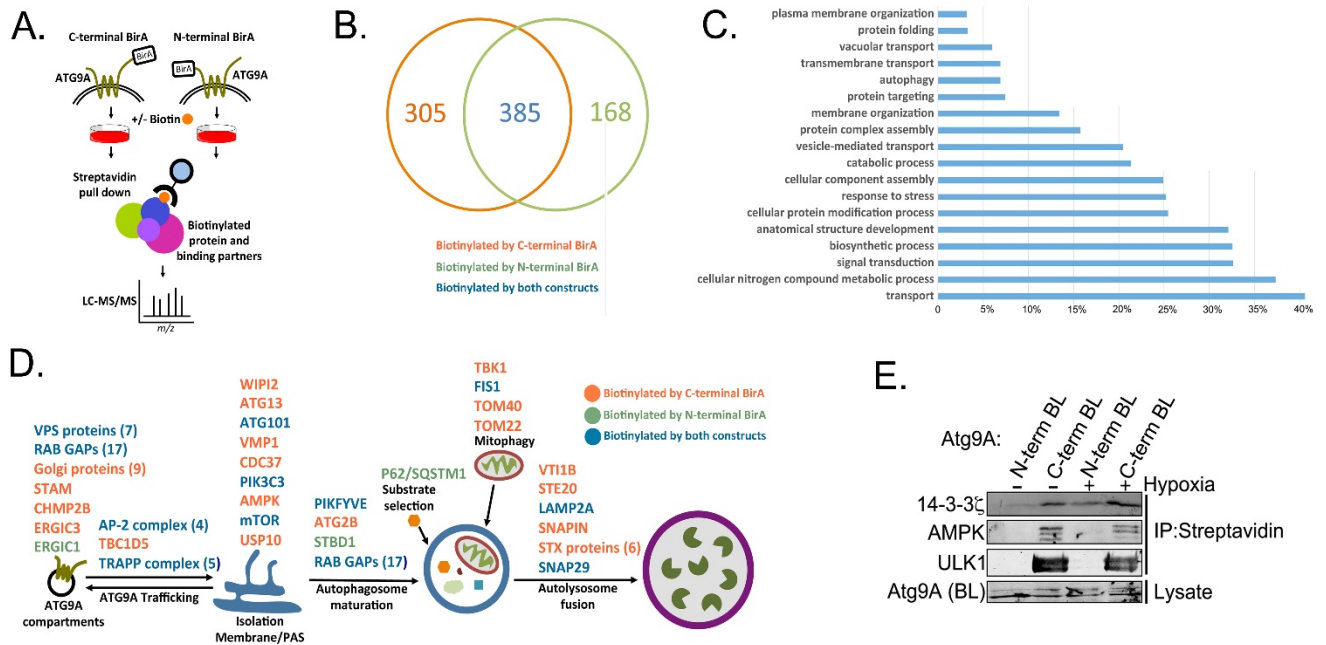 A.
C-terminal BirA
N-terminal BirA
BirA
BirA
ATG9A
ATG9A
+/- Biotin
Streptavidin
pull down
Biotinylated
protein and
binding partners
LC-MS/MS
m/z
B.
305
385
168
Biotinylated by C-terminal BirA
Biotinylated by N-terminal BirA
Biotinylated by both constructs
C.
plasma membrane organization
protein folding
vacuolar transport
transmembrane transport
autophagy
protein targeting
membrane organization
protein complex assembly
vesicle-mediated transport
catabolic process
cellular component assembly
response to stress
cellular protein modification process
anatomical structure development
biosynthetic process
signal transduction
cellular nitrogen compound metabolic process
transport
0 5% 10% 15% 20% 25% 30% 35% 40%
D.
VPS proteins (7)
RAB GAPs (17)
Golgi proteins (9)
STAM
CHMP2B
ERGIC3
ERGIC1
ATG9A
compartments
AP-2 complex (4)
TBC1D5
TRAPP complex (5)
ATG9A Trafficking
WIPI2
ATG13
ATG101
VMP1
CDC37
PIK3C3
AMPK
mTOR
USP10
Isolation
Membrane/PAS
PIKFYVE
ATG2B
STBD1
RAB GAPs (17)
Autophagosome
maturation
P62/SQSTM1
Substrate
selection
TBK1
FIS1
TOM40
TOM22
Mitophagy
VTI1B
STE20
LAMP2A
SNAPIN
STX proteins (6)
SNAP29
Autolysosome
fusion
Biotinylated by C-terminal BirA
Biotinylated by N-terminal BirA
Biotinylated by both constructs
E.
Atg9A:
N-term BL
C-term BL
N-term BL
C-term BL
- - + + Hypoxia
14-3-3ζ
AMPK
ULK1
IP:Streptavidin
Atg9A (BL)
Lysate